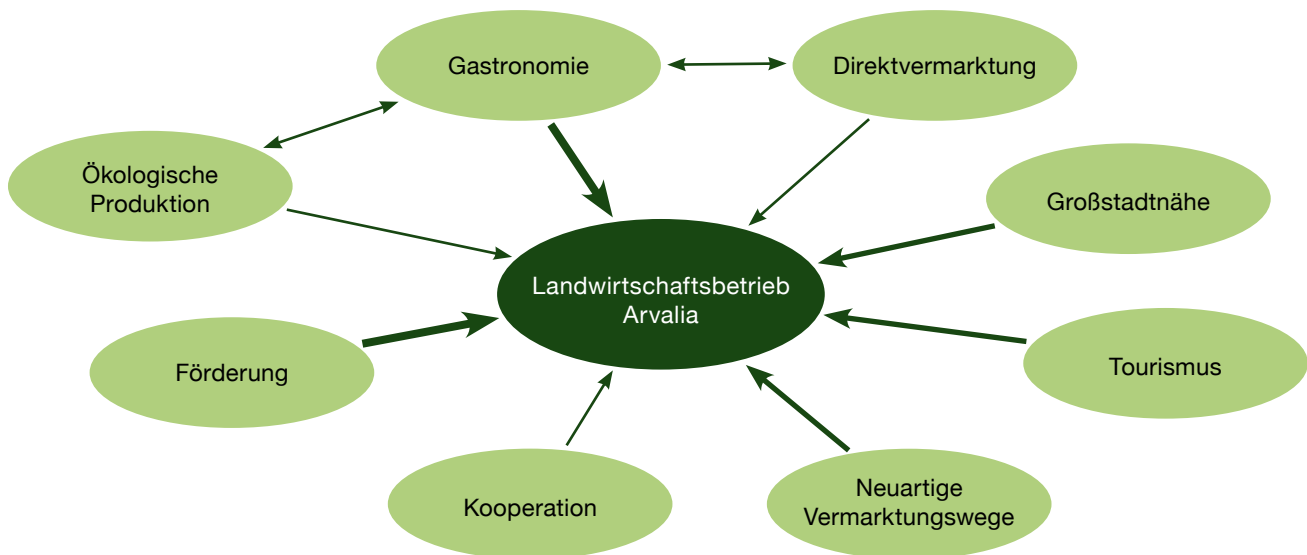 Gastronomie
Direktvermarktung
Ökologische
Produktion
Großstadtnähe
Landwirtschaftsbetrieb
Arvalia
Förderung
Tourismus
Kooperation
Neuartige
Vermarktungswege